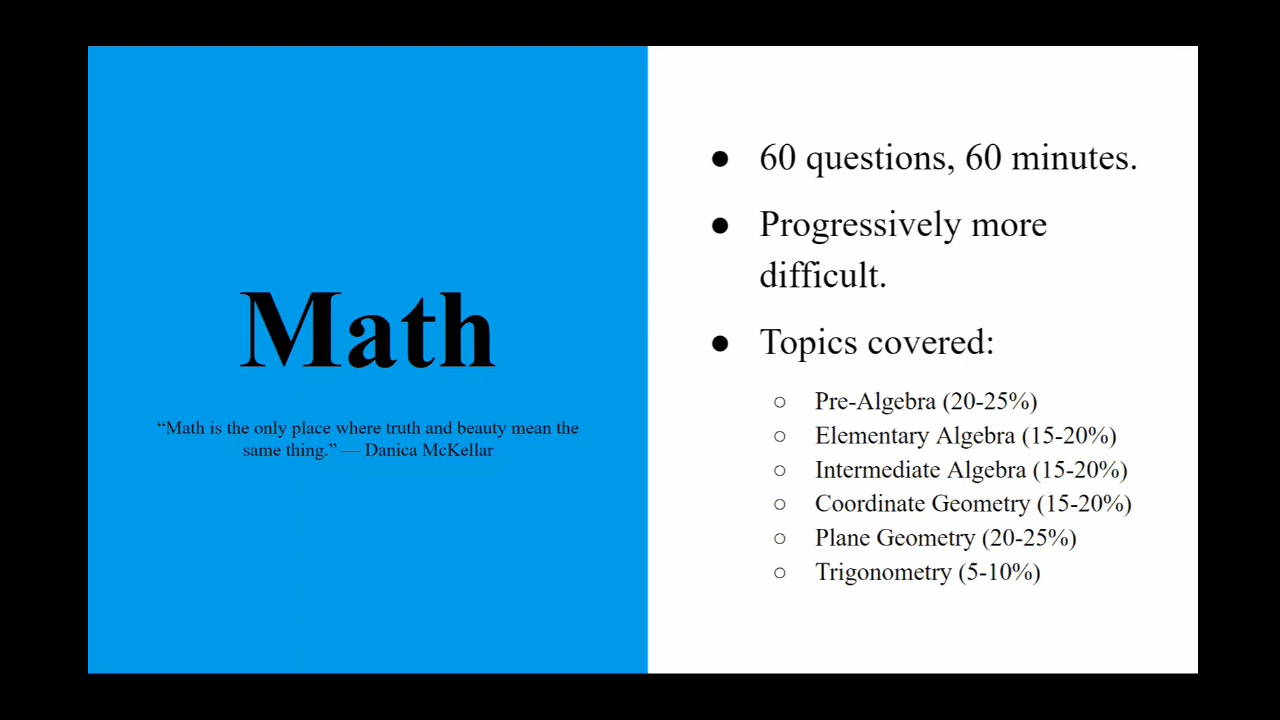 Math
“Math is the only place where truth and beauty mean the
same thing.” — Danica McKellar
● 60 questions, 60 minutes.
● Progressively more
difficult.
● Topics covered:
○ Pre-Algebra (20-25%)
○ Elementary Algebra (15-20%)
○ Intermediate Algebra (15-20%)
○ Coordinate Geometry (15-20%)
○ Plane Geometry (20-25%)
○ Trigonometry (5-10%)